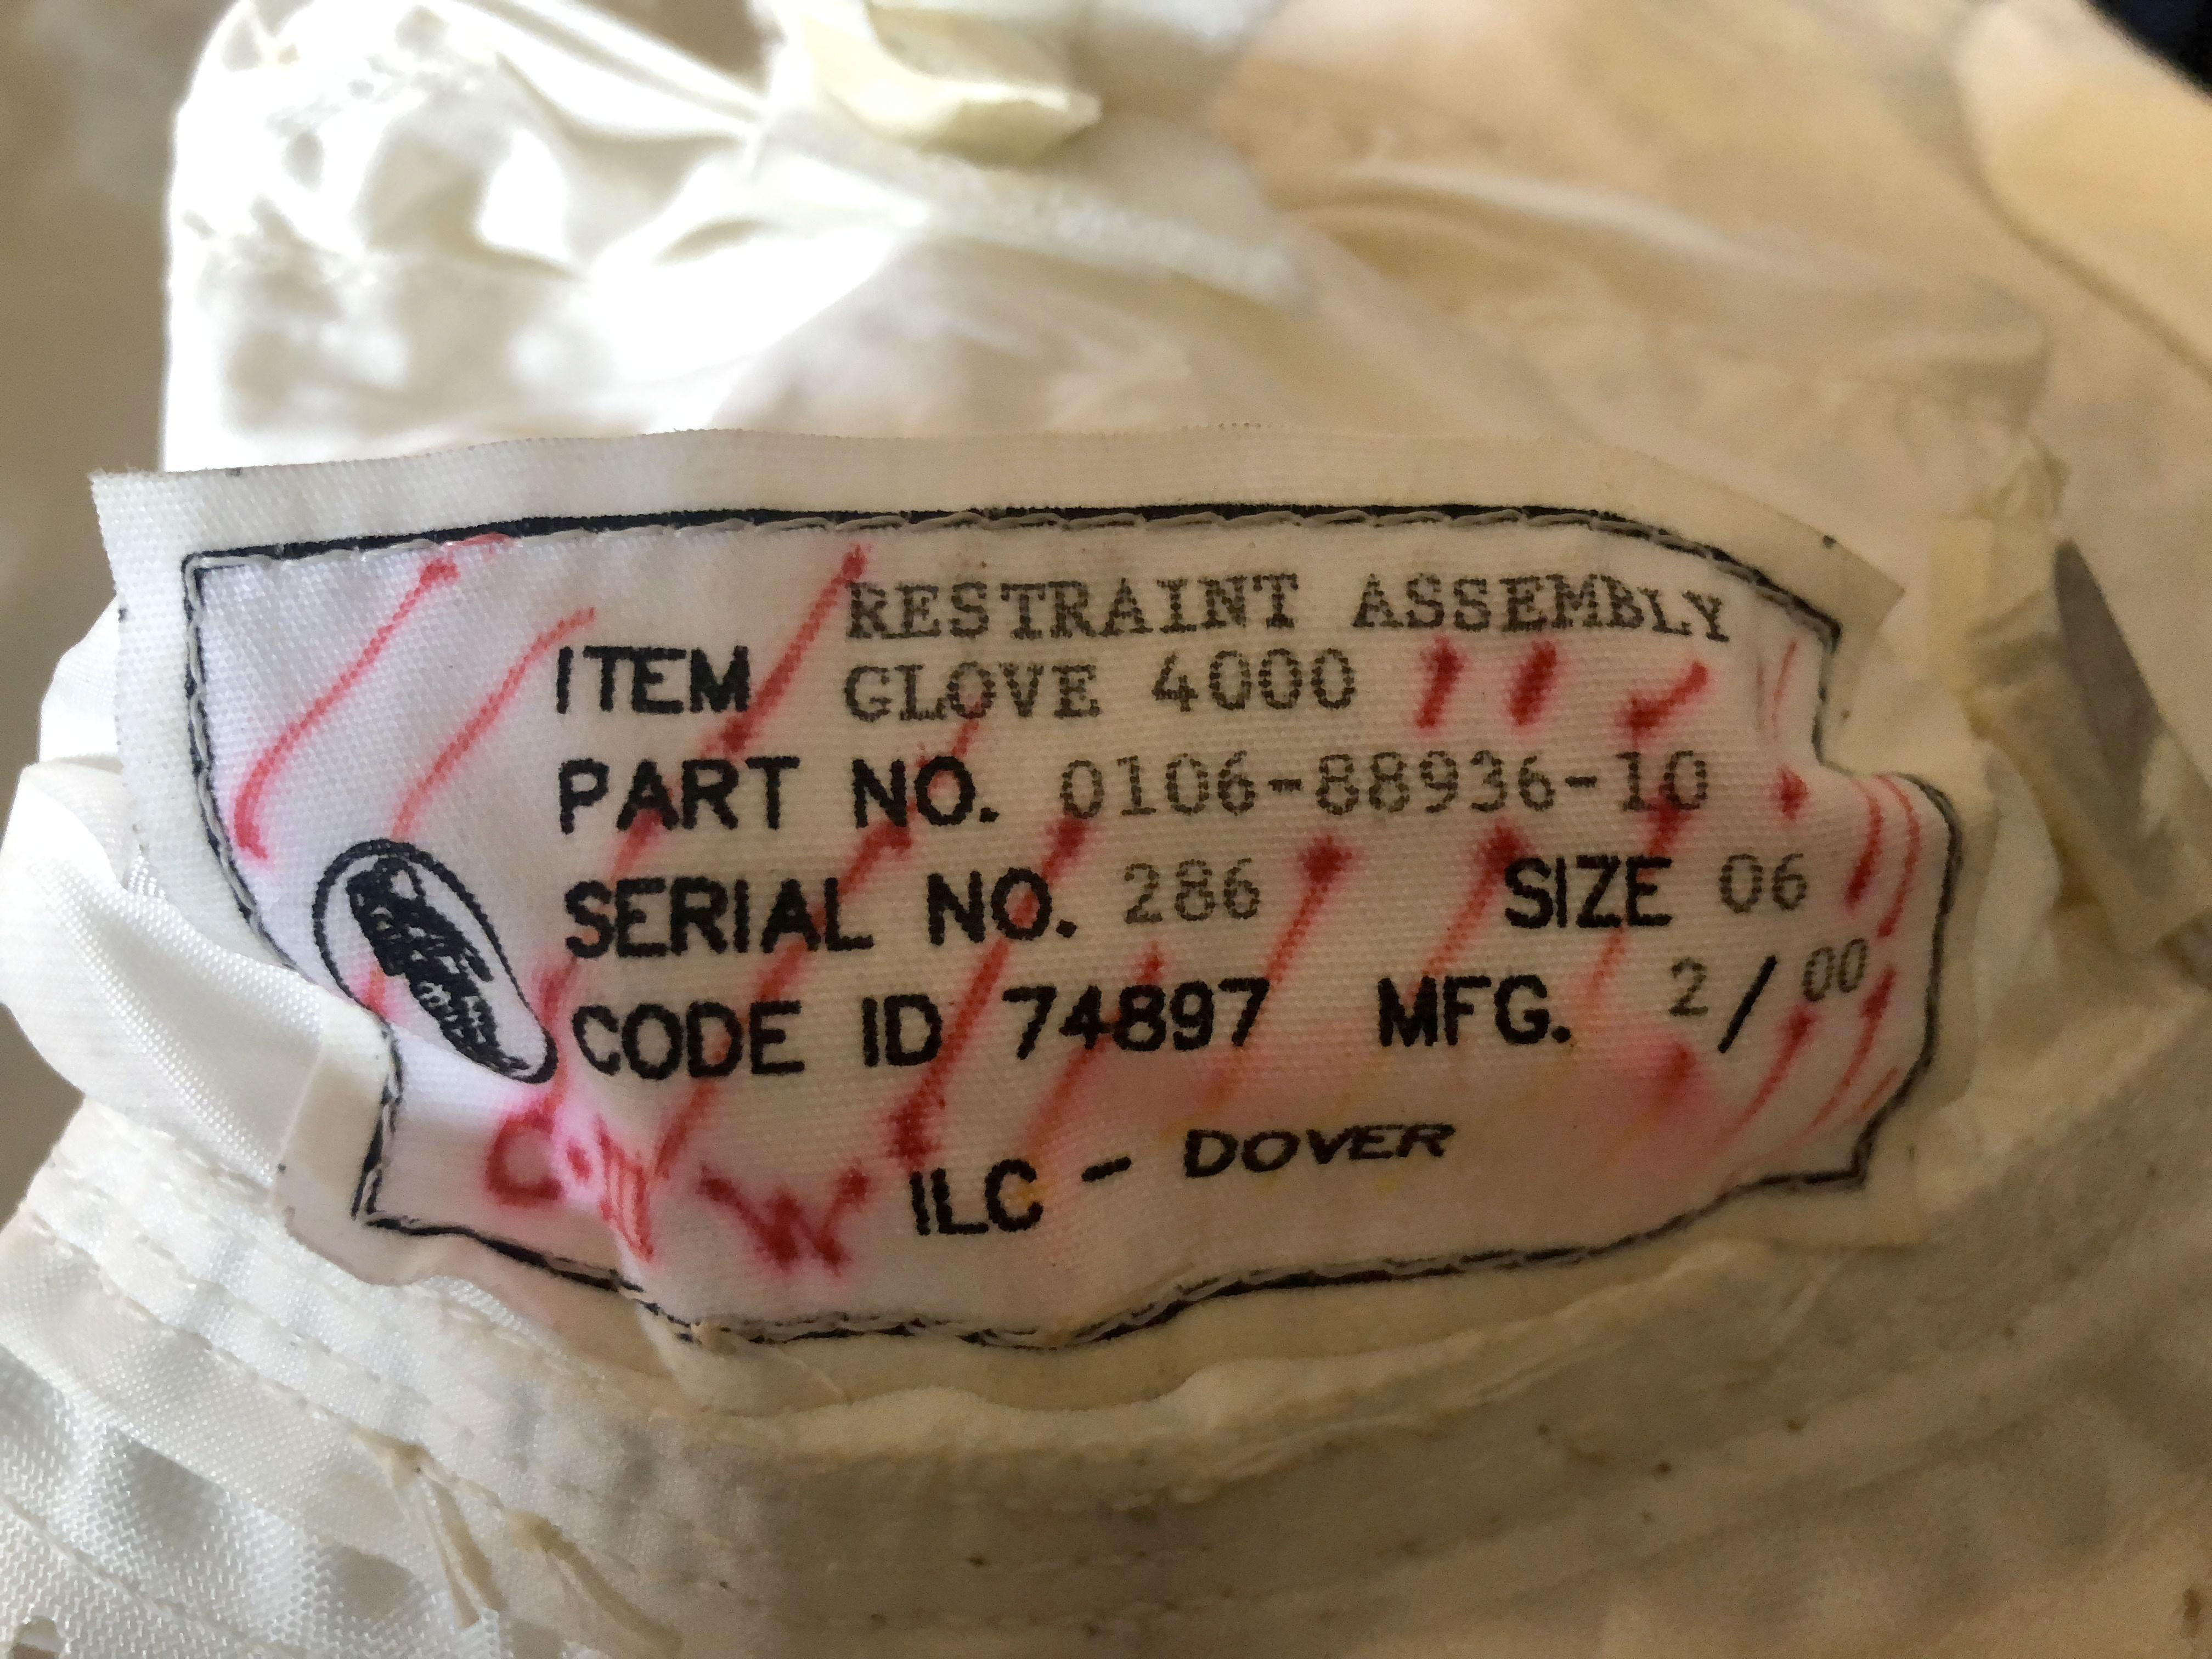 RESTRAINT ASSEMBLY
ITEM GLOVE 4000
PART NO. 0106-88936-10
SERIAL NO. 286 SIZE 06
CODE ID 74897 MFG. 2/00
ILC - DOVER